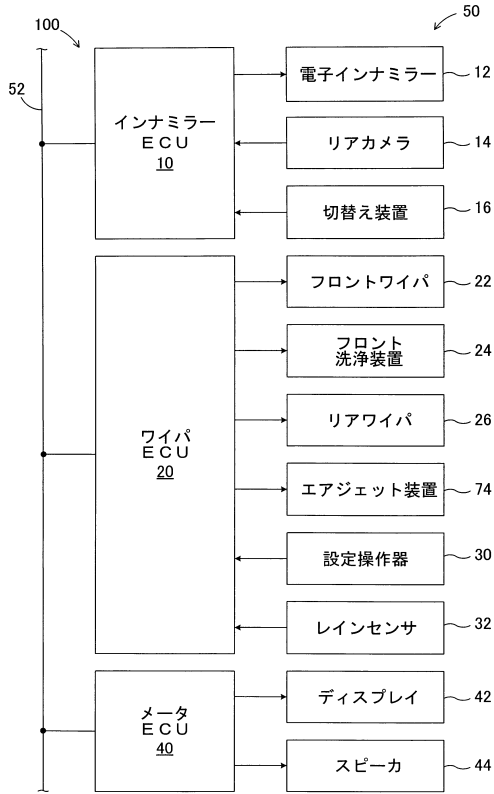 100
50
52
インナミラー
ＥＣＵ
10
電子インナミラー
12
リアカメラ
14
切替え装置
16
ワイパ
ＥＣＵ
20
フロントワイパ
22
フロント
洗浄装置
24
リアワイパ
26
エアジェット装置
74
設定操作器
30
レインセンサ
32
メータ
ＥＣＵ
40
ディスプレイ
42
スピーカ
44